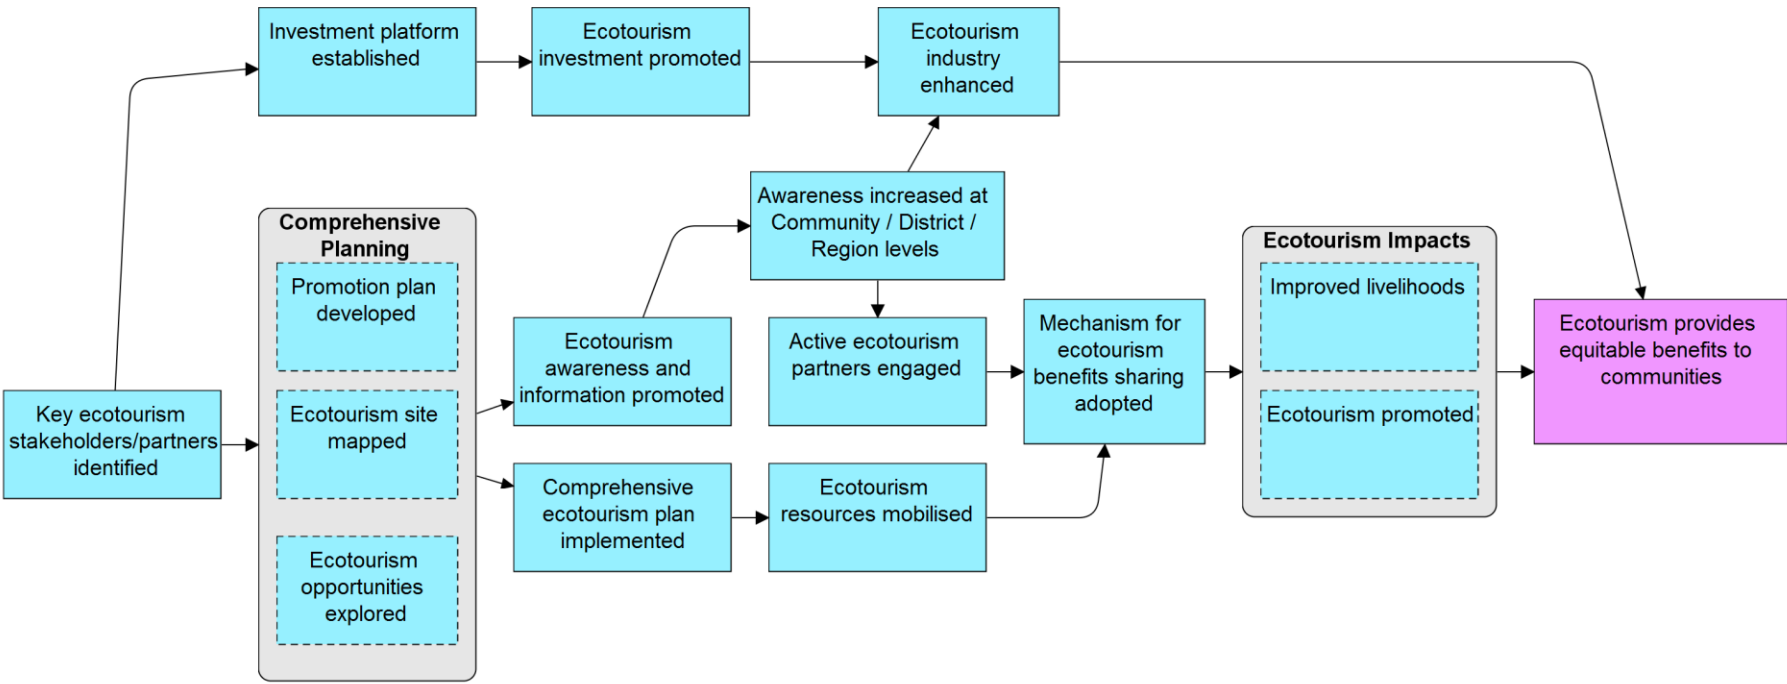 Investment platform
established
Ecotourism
investment promoted
Ecotourism
industry
enhanced
Awareness increased at
Community / District /
Region levels
Comprehensive
Planning
Promotion plan
developed
Ecotourism site
mapped
Ecotourism
opportunities
explored
Key ecotourism
stakeholders/partners
identified
Ecotourism
awareness and
information promoted
Comprehensive
ecotourism plan
implemented
Active ecotourism
partners engaged
Ecotourism
resources mobilised
Mechanism for
ecotourism
benefits sharing
adopted
Ecotourism Impacts
Improved livelihoods
Ecotourism promoted
Ecotourism provides
equitable benefits to
communities